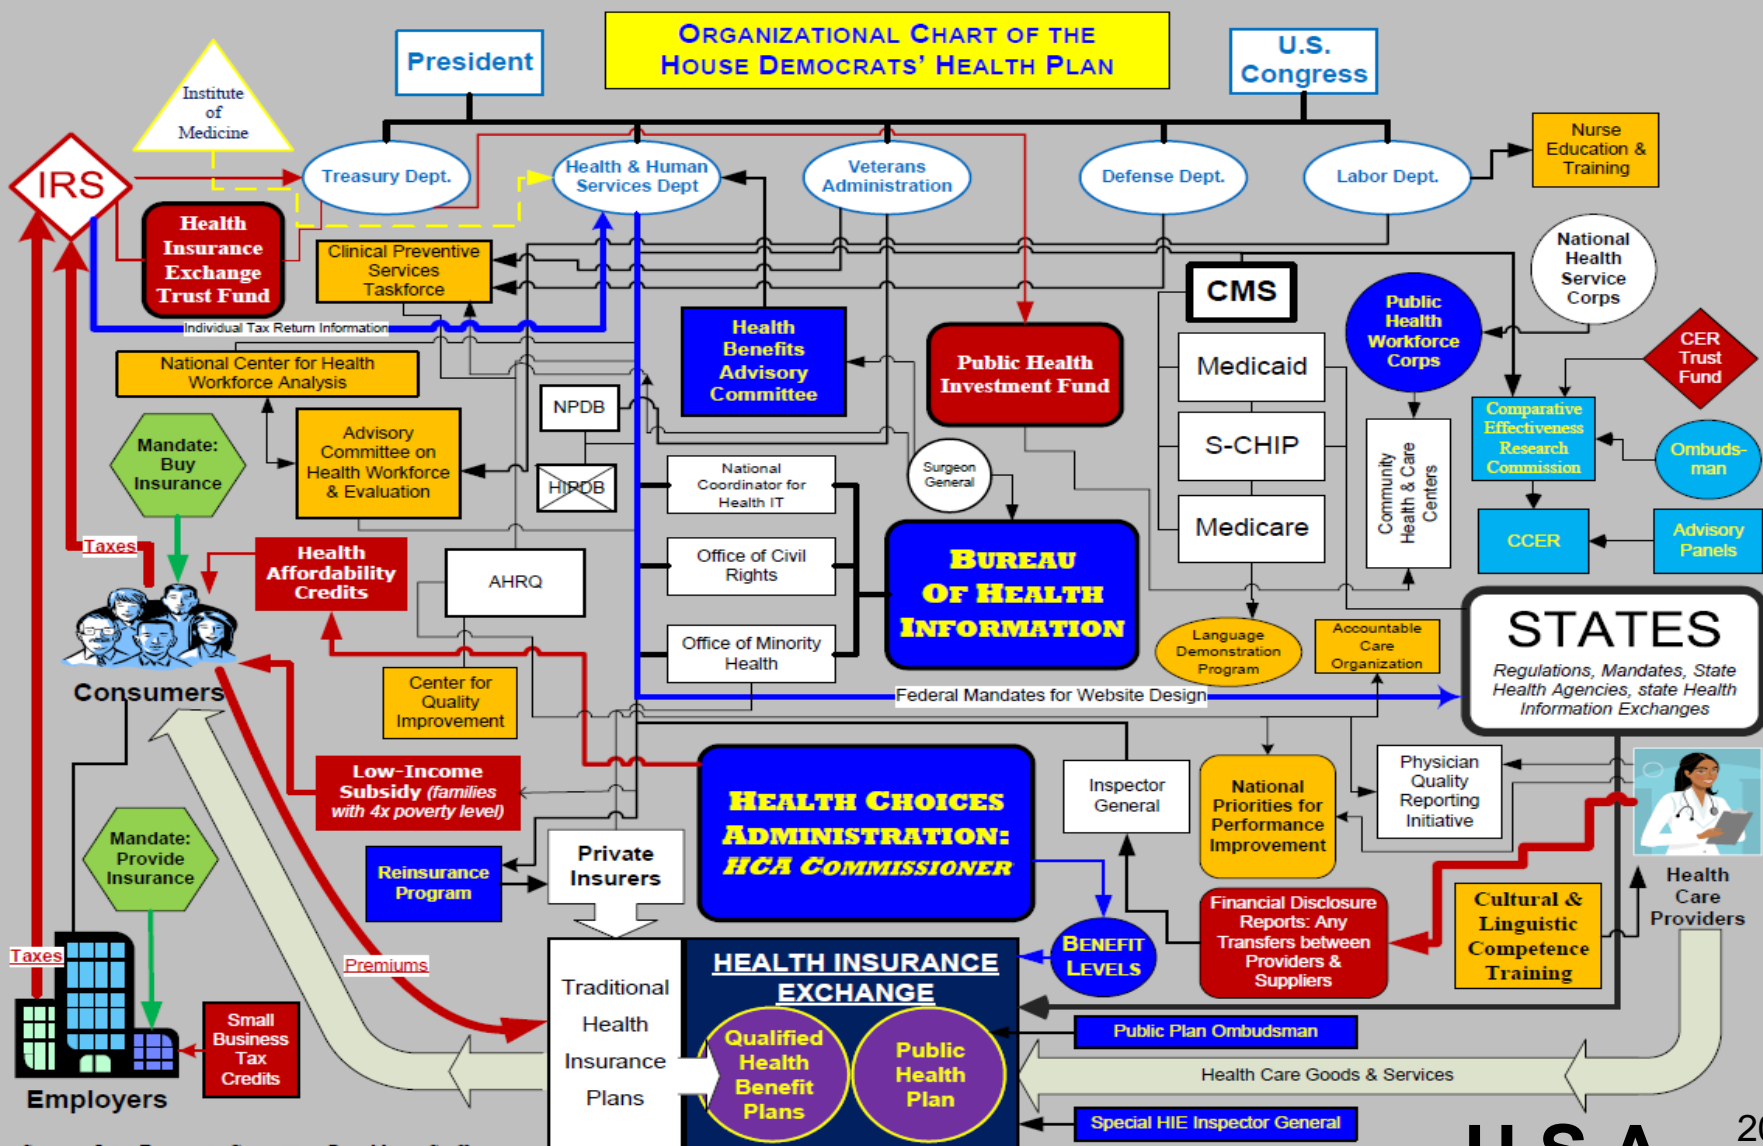 ORGANIZATIONAL CHART OF THE
HOUSE DEMOCRATS' HEALTH PLAN
President
U.S.
Congress
Institute
of
Medicine
IRS
Treasury Dept.
Health & Human
Services Dept
Veterans
Administration
Defense Dept.
Labor Dept.
Nurse
Education &
Training
Health
Insurance
Exchange
Trust Fund
Clinical Preventive
Services
Taskforce
National
Health
Service
Corps
CMS
Public
Health
Workforce
Corps
Individual Tax Return Information
Health
Benefits
Advisory
Committee
Public Health
Investment Fund
Medicaid
CER
Trust
Fund
National Center for Health
Workforce Analysis
NPDB
Comparative
Effectiveness
Research
Commission
Ombuds-
man
Mandate:
Buy
Insurance
Advisory
Committee on
Health Workforce
& Evaluation
S-CHIP
Community
Health & Care
Centers
HIPDB
National
Coordinator for
Health IT
Surgeon
General
Medicare
CCER
Advisory
Panels
Taxes
Health
Affordability
Credits
AHRQ
Office of Civil
Rights
BUREAU
OF HEALTH
INFORMATION
Office of Minority
Health
Language
Demonstration
Program
Accountable
Care
Organization
STATES
Regulations, Mandates, State
Health Agencies, state Health
Information Exchanges
Consumers
Center for
Quality
Improvement
Federal Mandates for Website Design
Low-Income
Subsidy (families
with 4x poverty level)
HEALTH CHOICES
ADMINISTRATION:
HCA COMMISSIONER
Inspector
General
National
Priorities for
Performance
Improvement
Physician
Quality
Reporting
Initiative
Mandate:
Provide
Insurance
Reinsurance
Program
Private
Insurers
Health
Care
Providers
Financial Disclosure
Reports: Any
Transfers between
Providers &
Suppliers
Cultural &
Linguistic
Competence
Training
BENEFIT
LEVELS
Taxes
Premiums
Traditional
Health
Insurance
Plans
HEALTH INSURANCE
EXCHANGE
Qualified
Health
Benefit
Plans
Public
Health
Plan
Public Plan Ombudsman
Small
Business
Tax
Credits
Health Care Goods & Services
Employers
Special HIE Inspector General
U.S.A
20